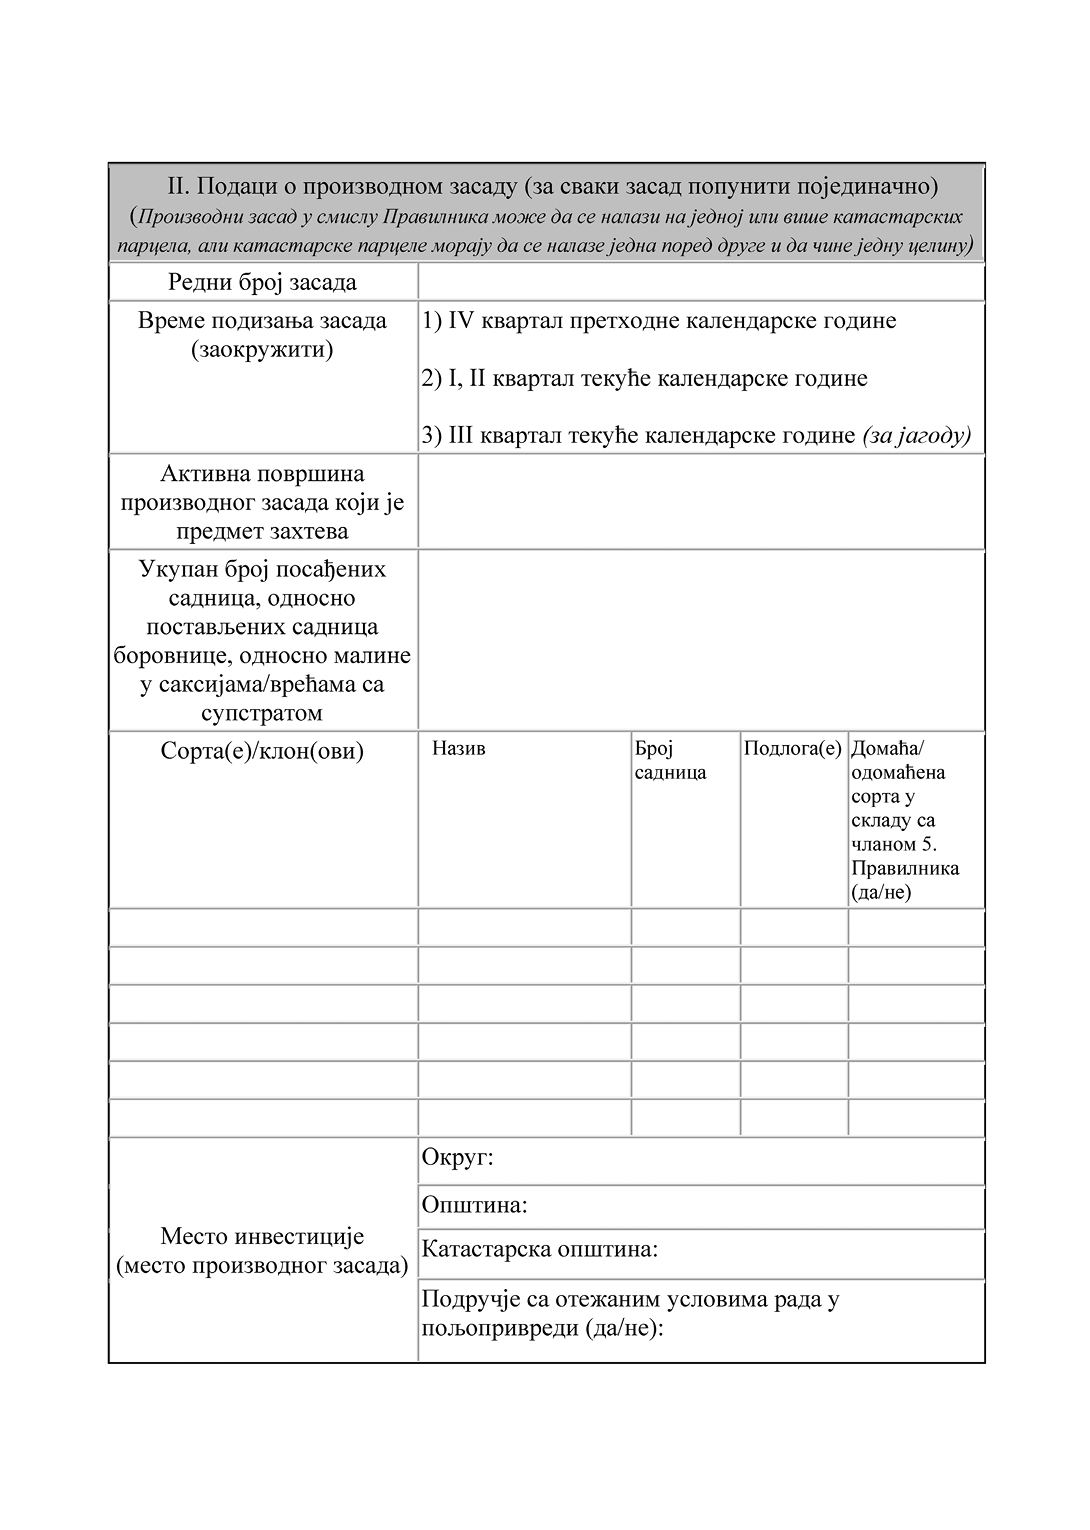 II. Подаци о производном засаду (за сваки засад попунити појединачно)
(Производни засад у смислу Правилника може да се налази на једној или више катастарских
парцела, али катастарске парцеле морају да се налазе једна поред друге и да чине једну целину)
Редни број засада
Време подизања засада
(заокружити)
1) IV квартал претходне календарске године
2) I, II квартал текуће календарске године
3) III квартал текуће календарске године (за јагоду)
Активна површина
производног засада који је
предмет захтева
Укупан број посађених
садница, односно
постављених садница
боровнице, односно малине
у саксијама/врећама са
супстратом
Сорта(е)/клон(ови)
Назив
Број
садница
Подлога(е)
Домаћа/
одомаћена
сорта у
складу са
чланом 5.
Правилника
(да/не)
Место инвестиције
(место производног засада)
Округ:
Општина:
Катастарска општина:
Подручје са отежаним условима рада у
пољопривреди (да/не):